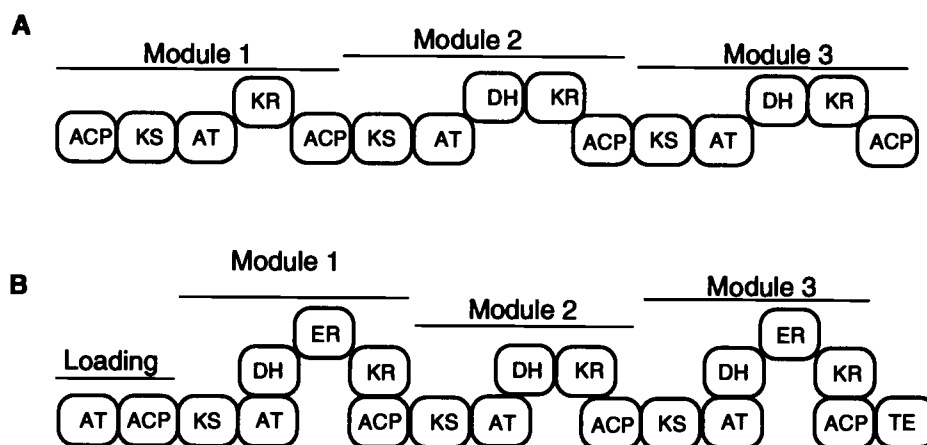 A
Module 1 Module 2 Module 3
KR DH KR DH KR
ACP KS AT ACP KS AT ACP KS AT ACP
B
Module 1 Module 2 Module 3
ER ER
Loading DH KR DH KR DH KR
AT ACP KS AT ACP KS AT ACP KS AT ACP TE